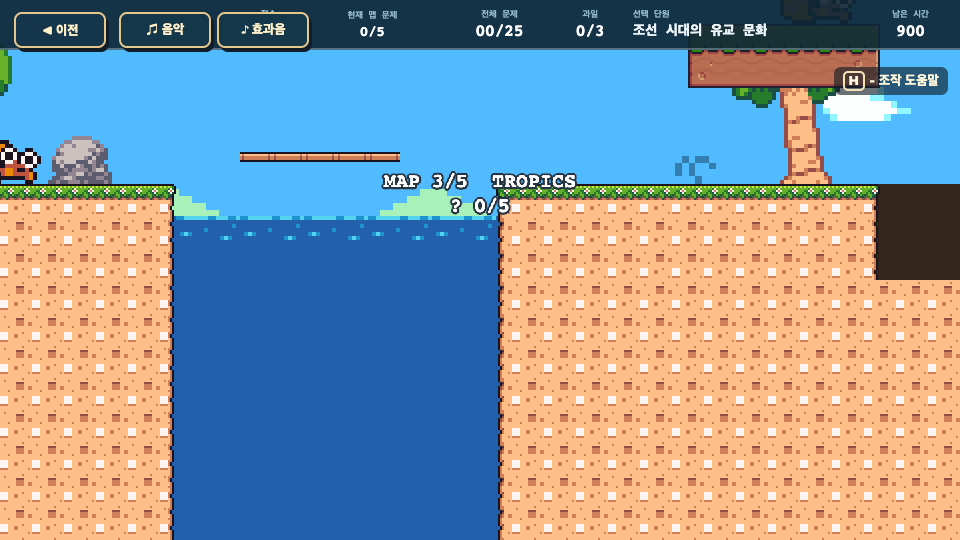 ◀ 이전
♫ 음악
♪ 효과음
현재 맵 문제
0/5
전체 문제
00/25
과일
0/3
선택 단원
조선 시대의 유교 문화
남은 시간
900
H - 조작 도움말
MAP 3/5 TROPICS
? 0/5